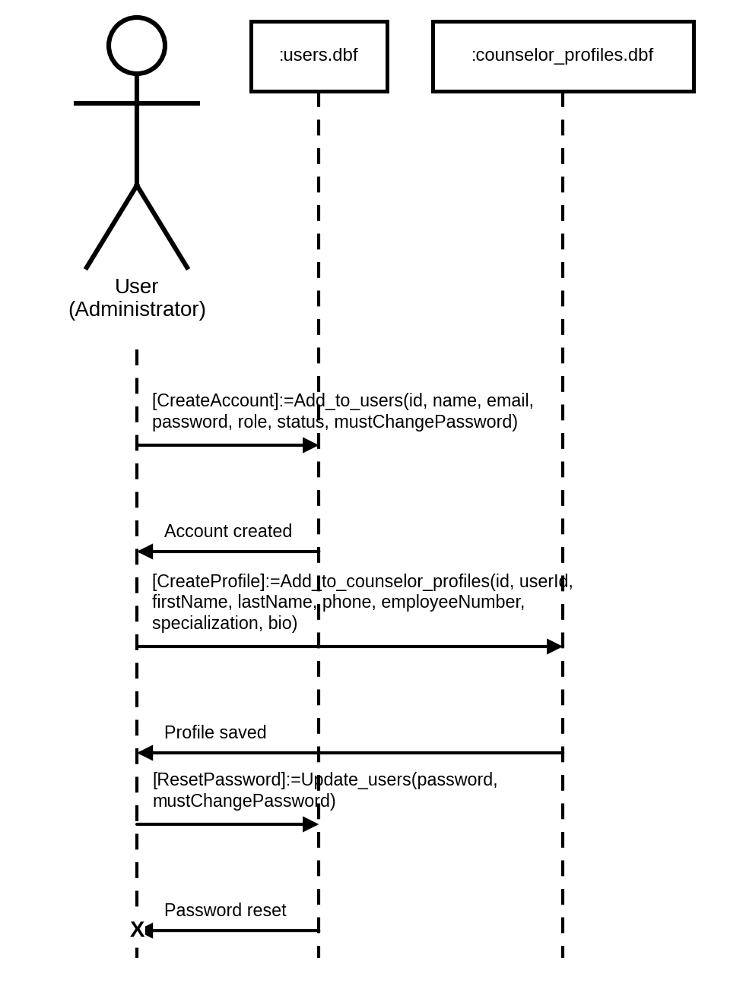 :users.dbf
:counselor_profiles.dbf
User
(Administrator)
[CreateAccount]:=Add_to_users(id, name, email,
password, role, status, mustChangePassword)
Account created
[CreateProfile]:=Add_to_counselor_profiles(id, userId,
firstName, lastName, phone, employeeNumber,
specialization, bio)
Profile saved
[ResetPassword]:=Update_users(password,
mustChangePassword)
Password reset
X